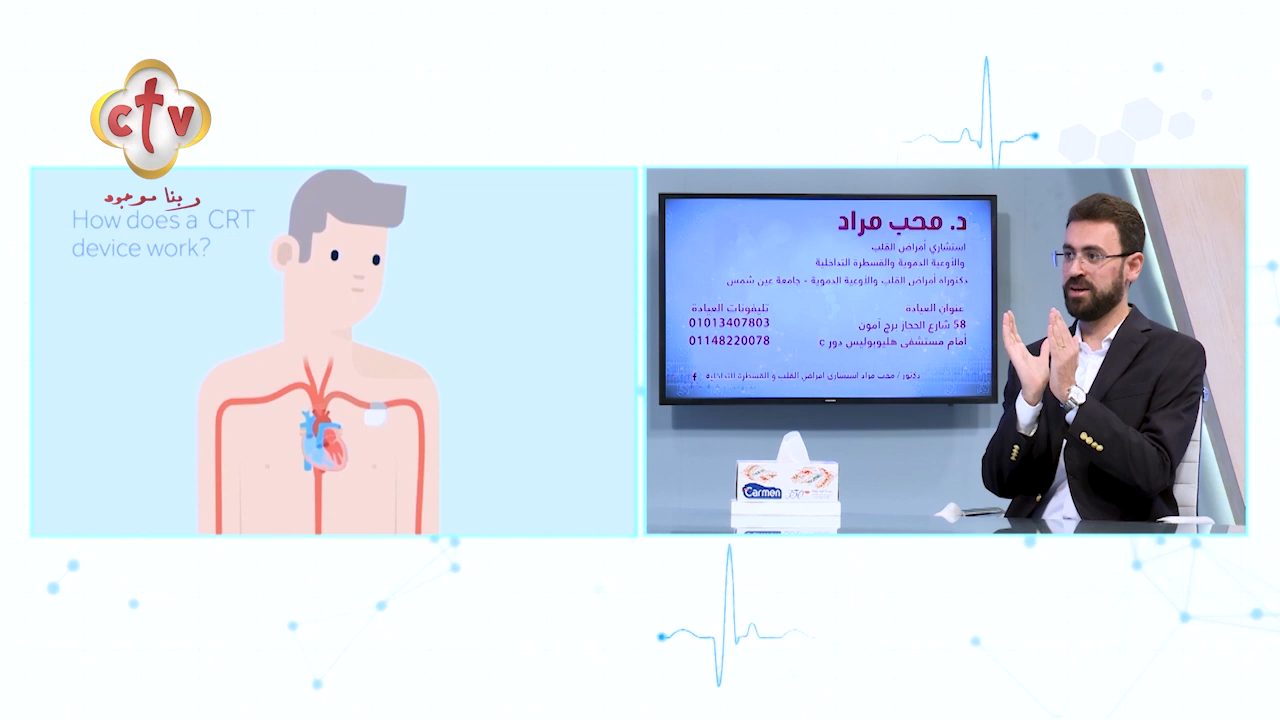 ctv
ربنا موجود
How does a CRT
device work?
د. محب مراد
استشاري أمراض القلب
والأوعية الدموية والقسطرة التداخلية
دكتوراه أمراض القلب والأوعية الدموية - جامعة عين شمس
عنوان العيادة
58 شارع الحجاز برج آمون
أمام مستشفى هليوبوليس دور ٤
تليفونات العيادة
01013407803
01148220078
دكتور / محب مراد استشاري أمراض القلب و القسطرة التداخلية
Carmen
350